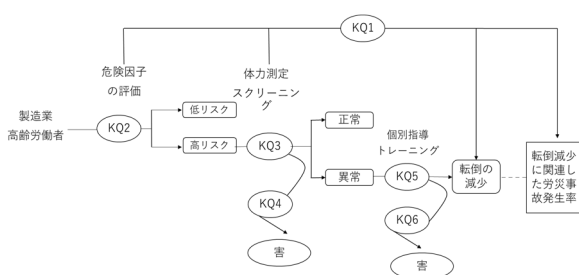 KQ1
危険因子
の評価
体力測定
スクリーニン
グ
製造業
高齢労働者
KQ2
低リスク
高リスク
KQ3
正常
異常
個別指導
トレーニング
KQ5
転倒の
減少
転倒減少
に関連し
た労災事
故発生率
KQ4
害
KQ6
害